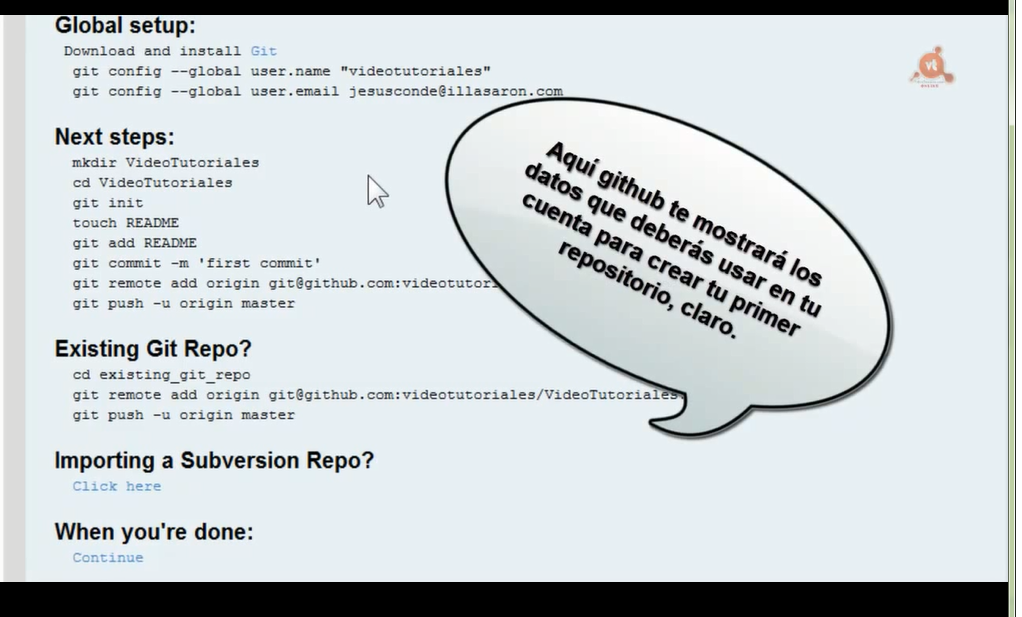 Global setup:
Download and install Git
git config --global user.name "videotutoriales"
git config --global user.email jesusconde@illasaron.com
Next steps:
mkdir VideoTutoriales
cd VideoTutoriales
git init
touch README
git add README
git commit -m 'first commit'
git remote add origin git@github.com:videotutori
git push -u origin master
Existing Git Repo?
cd existing_git_repo
git remote add origin git@github.com:videotutoriales/VideoTutoriales.
git push -u origin master
Importing a Subversion Repo?
Click here
When you're done:
Continue
Aquí github te mostrará los
datos que deberás usar en tu
cuenta para crear tu primer
repositorio, claro.
vt